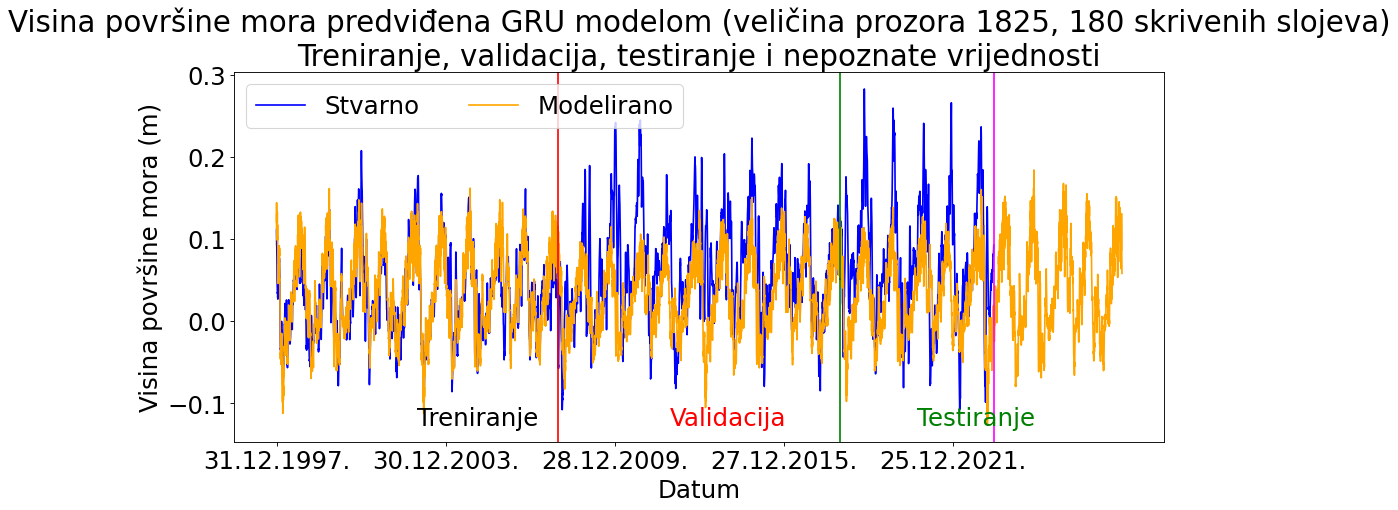 Visina površine mora predviđena GRU modelom (veličina prozora 1825, 180 skrivenih slojeva)
Treniranje, validacija, testiranje i nepoznate vrijednosti
Stvarno Modelirano
0.3
0.2
0.1
0.0
−0.1
Visina površine mora (m)
Treniranje Validacija Testiranje
31.12.1997. 30.12.2003. 28.12.2009. 27.12.2015. 25.12.2021.
Datum